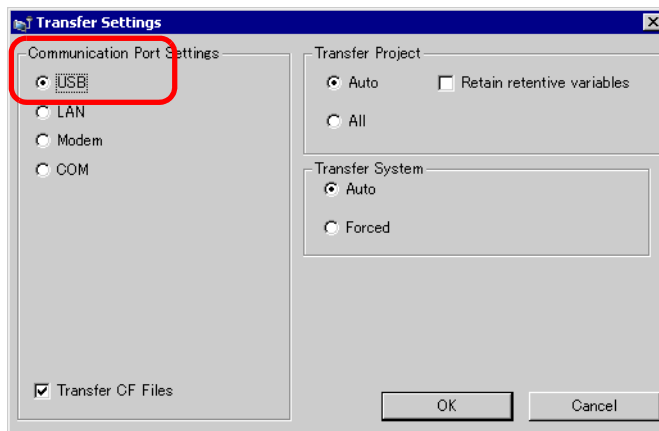 Transfer Settings
Communication Port Settings
USB
LAN
Modem
COM
Transfer CF Files
Transfer Project
Auto
Retain retentive variables
All
Transfer System
Auto
Forced
OK
Cancel